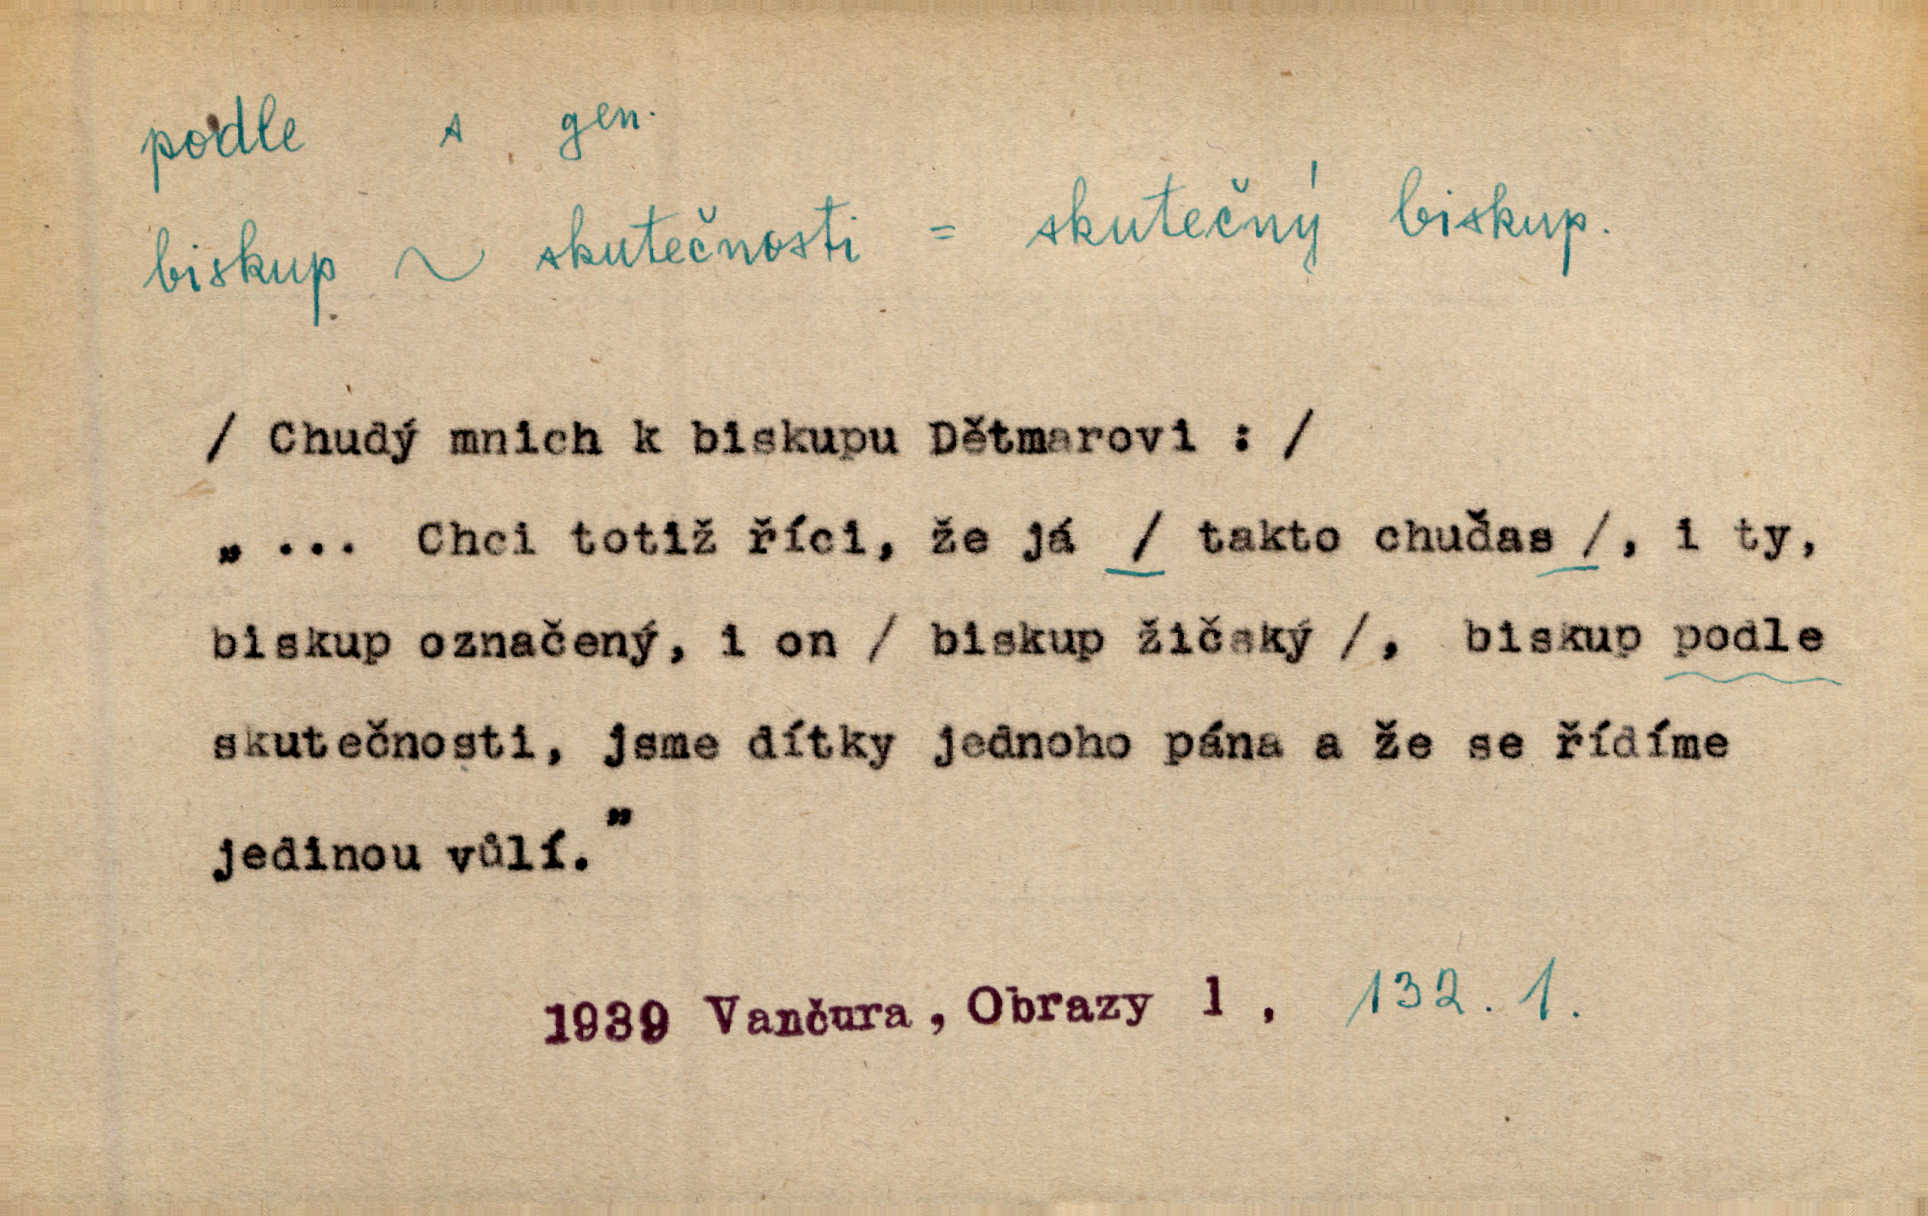 podle s gen.
biskup ~ skutečnosti = skutečný biskup.
/ Chudý mnich k biskupu Dětmarovi : /
„ ... Chci totiž říci, že já / takto chuďas /, i ty,
biskup označený, i on / biskup žičský /, biskup podle
skutečnosti, jsme dítky jednoho pána a že se řídíme
jedinou vůlí.”
1939 Vančura, Obrazy 1, 132. 1.